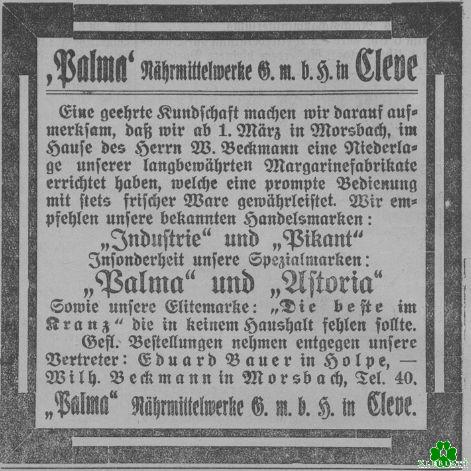 „Palma“ Nährmittelwerke G. m. b. H. in Cleve
Eine geehrte Kundschaft machen wir darauf auf-
merksam, daß wir ab 1. März in Morsbach, im
Hause des Herrn W. Beckmann eine Niederla-
ge unserer langbewährten Margarinefabrikate
errichtet haben, welche eine prompte Bedienung
mit stets frischer Ware gewährleistet. Wir em-
pfehlen unsere bekannten Handelsmarken:
„Industrie“ und „Pikant“
Insonderheit unsere Spezialmarken:
„Palma“ und „Astoria“
Sowie unsere Elitemarke: „Die beste im
Kranz“ die in keinem Haushalt fehlen sollte.
Gefl. Bestellungen nehmen entgegen unsere
Vertreter: Eduard Bauer in Holpe, —
Wilh. Beckmann in Morsbach, Tel. 40.
„Palma“ Nährmittelwerke G. m. b. H. in Cleve.